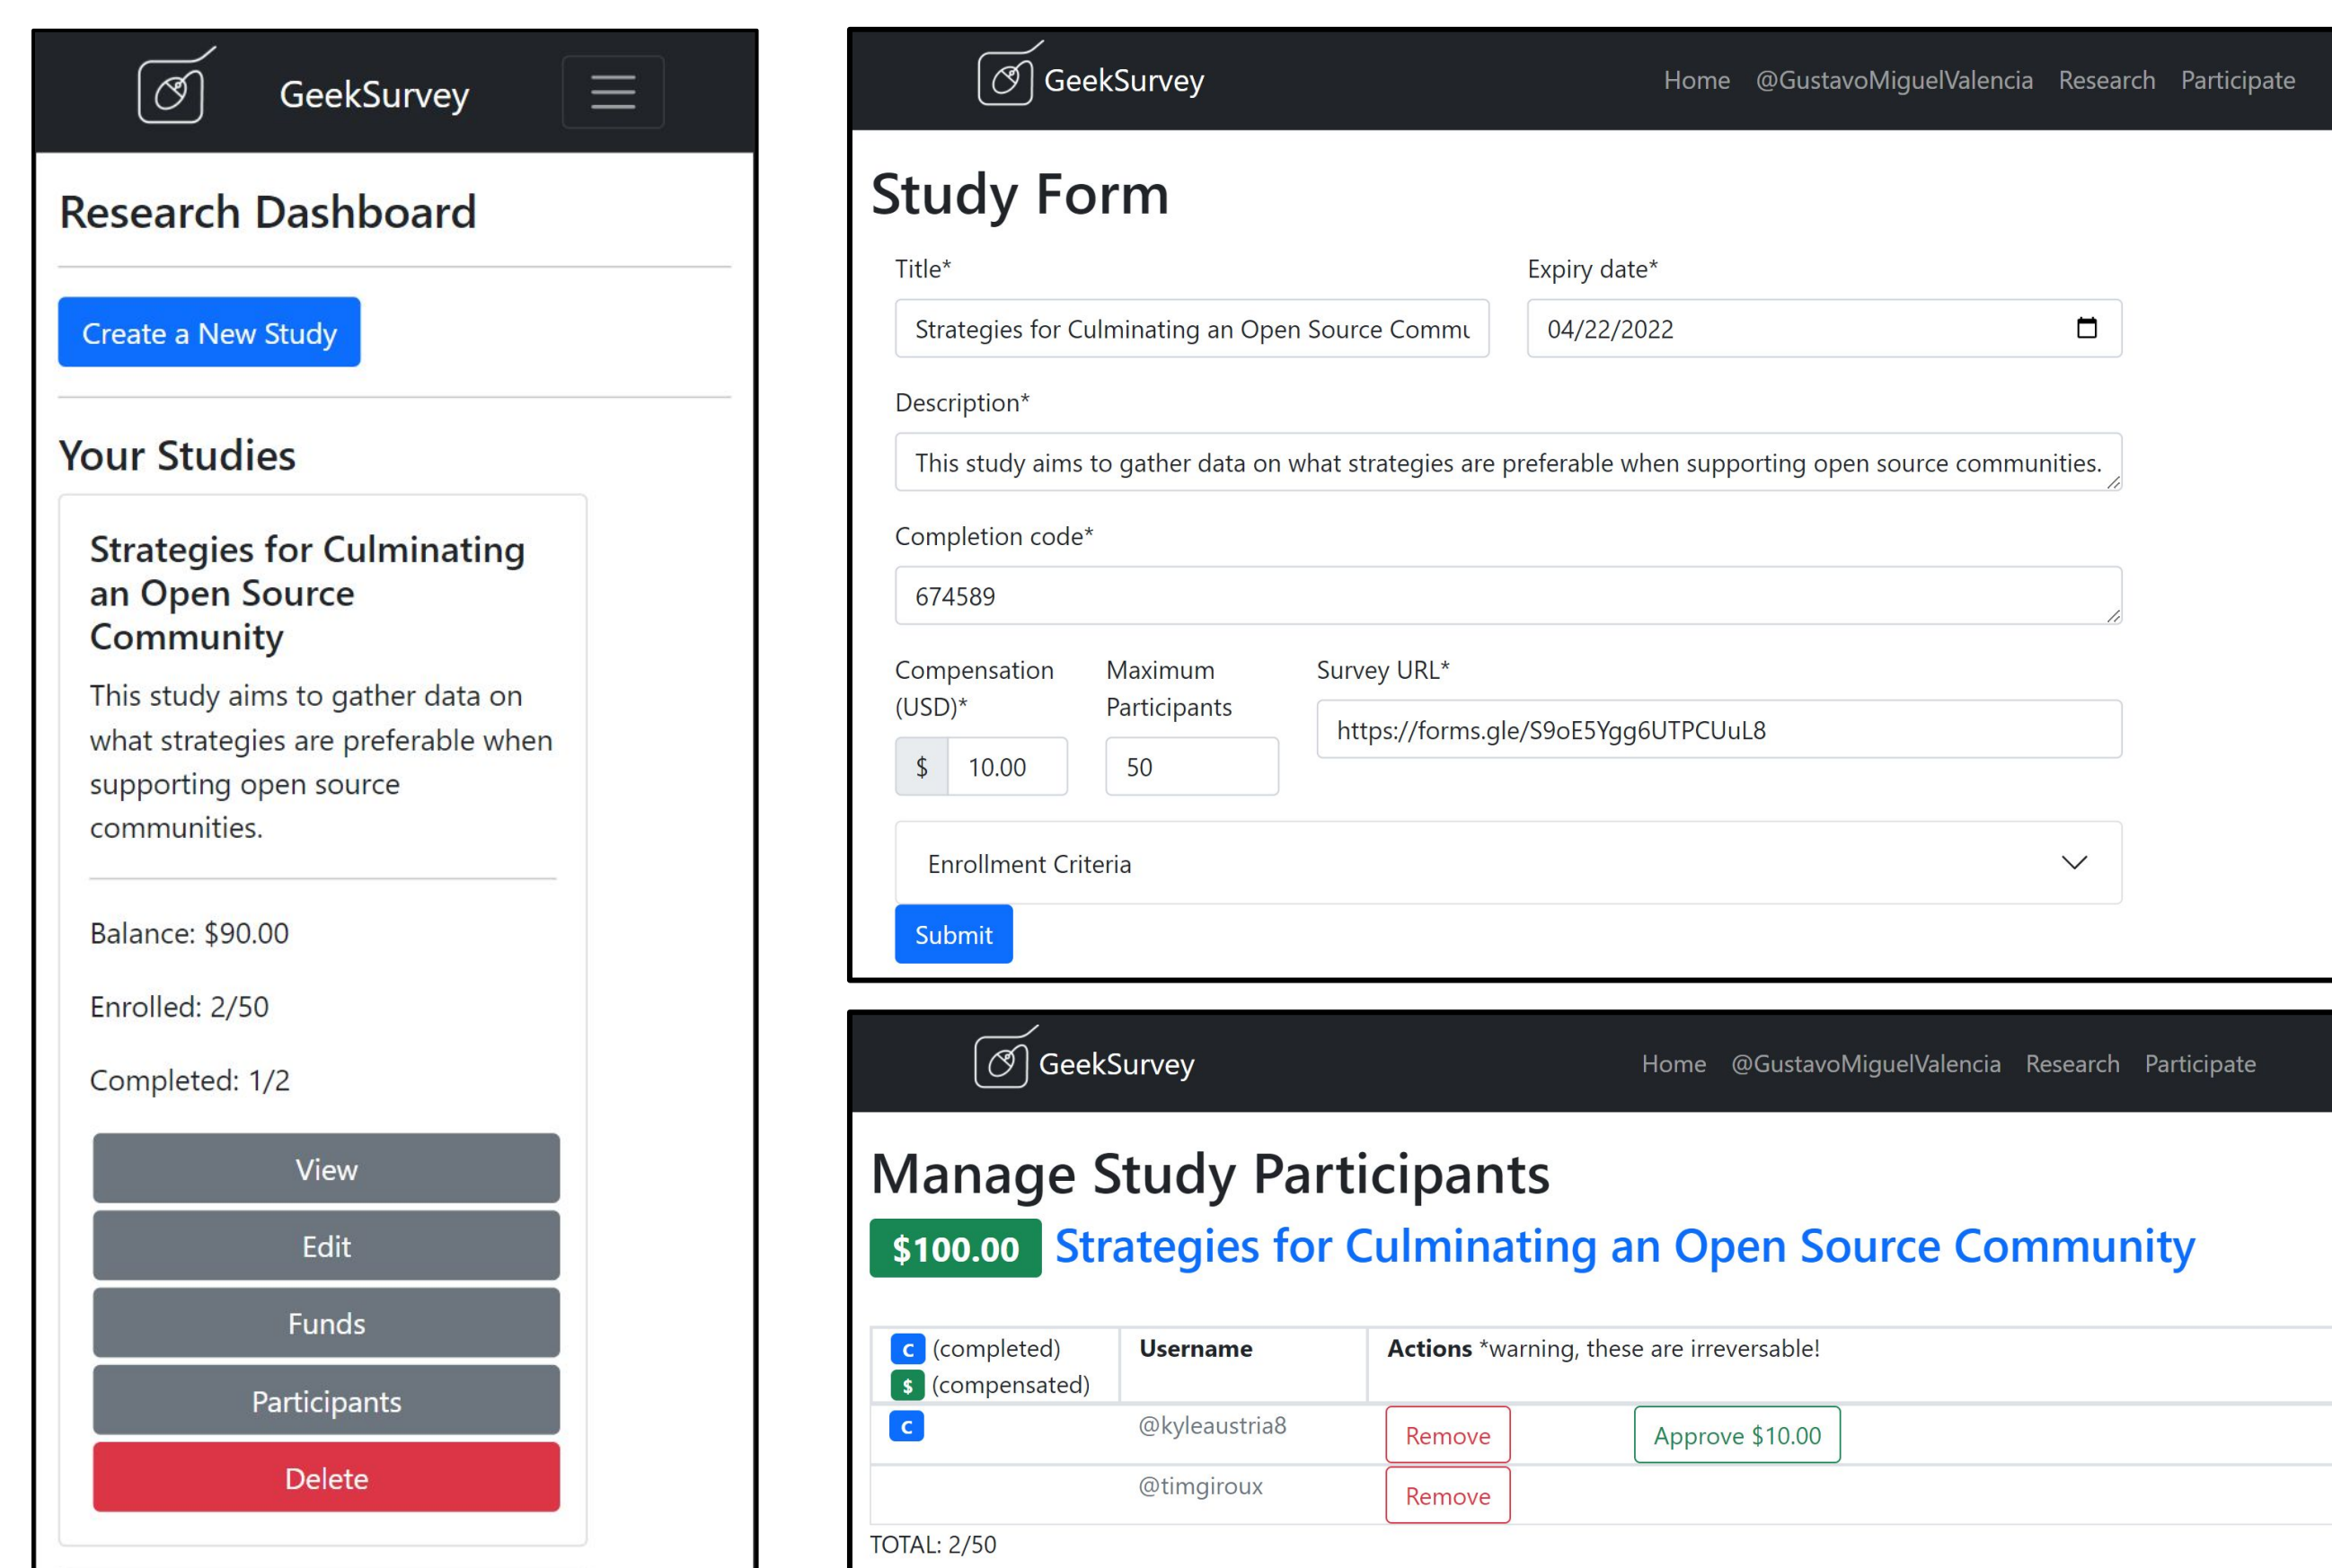 GeekSurvey
Research Dashboard
Create a New Study
Your Studies
Strategies for Culminating
an Open Source
Community
This study aims to gather data on
what strategies are preferable when
supporting open source
communities.
Balance: $90.00
Enrolled: 2/50
Completed: 1/2
View
Edit
Funds
Participants
Delete
GeekSurvey Home @GustavoMiguelValencia Research Participate
Study Form
Title* Expiry date*
Strategies for Culminating an Open Source Commu 04/22/2022
Description*
This study aims to gather data on what strategies are preferable when supporting open source communities.
Completion code*
674589
Compensation Maximum Survey URL*
(USD)* Participants
https://forms.gle/S9oE5Ygg6UTPCUuL8
$ 10.00 50
Enrollment Criteria
Submit
GeekSurvey Home @GustavoMiguelValencia Research Participate
Manage Study Participants
$100.00 Strategies for Culminating an Open Source Community
C (completed) Username Actions *warning, these are irreversable!
$ (compensated)
C @kyleaustria8 Remove Approve $10.00
@timgiroux Remove
TOTAL: 2/50